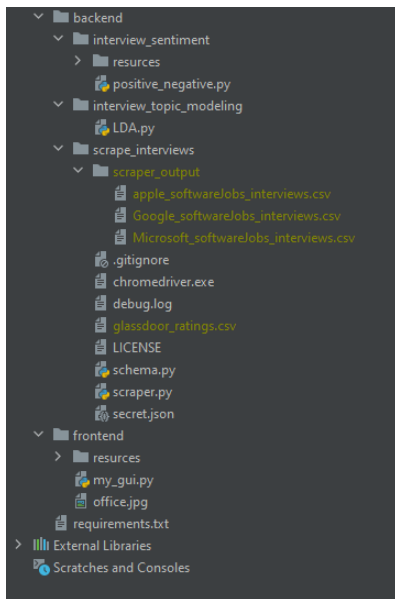 backend
interview_sentiment
resurces
positive_negative.py
interview_topic_modeling
LDA.py
scrape_interviews
scraper_output
apple_softwareJobs_interviews.csv
Google_softwareJobs_interviews.csv
Microsoft_softwareJobs_interviews.csv
.gitignore
chromedriver.exe
debug.log
glassdoor_ratings.csv
LICENSE
schema.py
scraper.py
secret.json
frontend
resurces
my_gui.py
office.jpg
requirements.txt
External Libraries
Scratches and Consoles